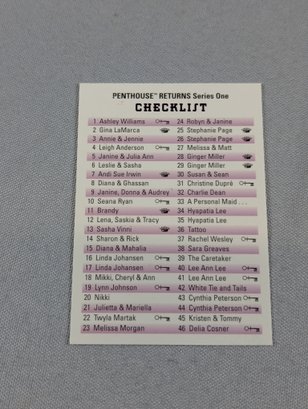 PENTHOUSE™ RETURNS Series One
CHECKLIST
1 Ashley Williams
2 Gina LaMarca
3 Annie & Jennie
4 Leigh Anderson
5 Janine & Julia Ann
6 Leslie & Sasha
7 Andi Sue Irwin
8 Diana & Ghassan
9 Janine, Donna & Audrey
10 Seana Ryan
11 Brandy
12 Lena, Saskia & Tracy
13 Sasha Vinni
14 Sharon & Rick
15 Diana & Mahalia
16 Linda Johansen
17 Linda Johansen
18 Mikki, Cheryl & Ann
19 Lynn Johnson
20 Nikki
21 Julietta & Mariella
22 Twyla Martak
23 Melissa Morgan
24 Robyn & Janine
25 Stephanie Page
26 Stephanie Page
27 Melissa & Matt
28 Ginger Miller
29 Ginger Miller
30 Susan & Sean
31 Christine Dupré
32 Charlie Dean
33 A Personal Maid . . .
34 Hyapatia Lee
35 Hyapatia Lee
36 Tattoo
37 Rachel Wesley
38 Sara Greaves
39 The Caretaker
40 Lee Ann Lee
41 Lee Ann Lee
42 White Tie and Tails
43 Cynthia Peterson
44 Cynthia Peterson
45 Kristen & Tommy
46 Delia Cosner